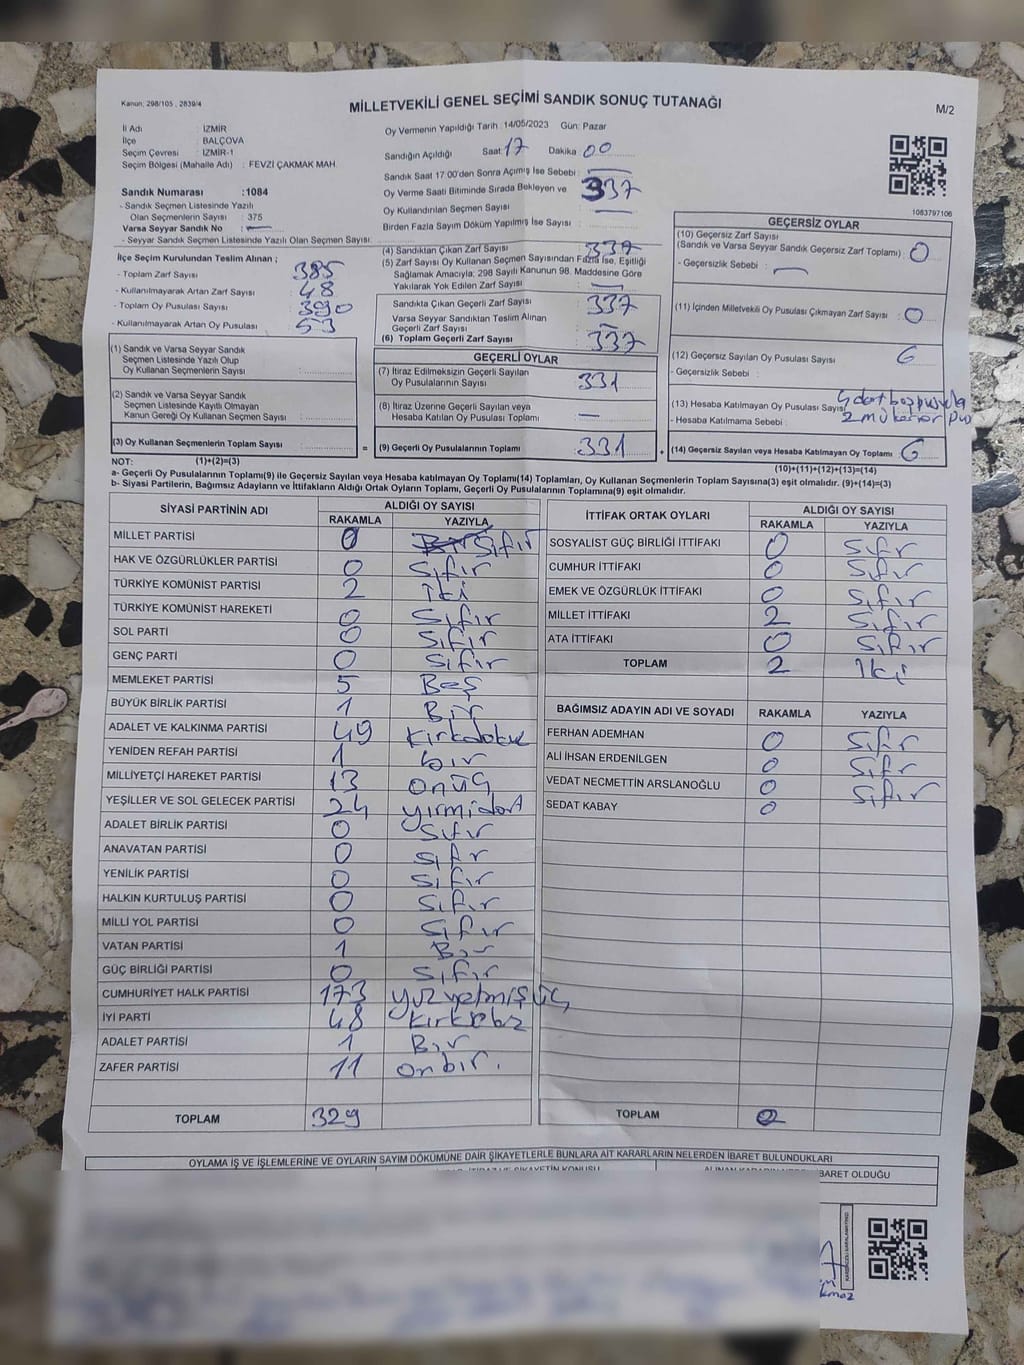 Kanun, 298/105 , 2839/4
MİLLETVEKİLİ GENEL SEÇİMİ SANDIK SONUÇ TUTANAĞI
M/2
İl Adı : İZMİR
İlçe : BALÇOVA
Seçim Çevresi : İZMİR-1
Seçim Bölgesi (Mahalle Adı) : FEVZİ ÇAKMAK MAH.
Sandık Numarası :1084
- Sandık Seçmen Listesinde Yazılı
Olan Seçmenlerin Sayısı : 375
Varsa Seyyar Sandık No
- Seyyar Sandık Seçmen Listesinde Yazılı Olan Seçmen Sayısı:
Oy Vermenin Yapıldığı Tarih :14/05/2023 Gün: Pazar
Sandığın Açıldığı Saat:17 Dakika 00
Sandık Saat 17:00'den Sonra Açımış İse Sebebi :
Oy Verme Saati Bitiminde Sırada Bekleyen ve 337
Oy Kullandırılan Seçmen Sayısı
Birden Fazla Sayım Döküm Yapılmış İse Sayısı :
1083797106
İlçe Seçim Kurulundan Teslim Alınan ;
- Toplam Zarf Sayısı : 385
- Kullanılmayarak Artan Zarf Sayısı : 48
- Toplam Oy Pusulası Sayısı : 390
- Kullanılmayarak Artan Oy Pusulası : 53
(4) Sandıktan Çıkan Zarf Sayısı : 337
(5) Zarf Sayısı Oy Kullanan Seçmen Sayısından Fazla İse, Eşitliği
Sağlamak Amacıyla; 298 Sayılı Kanunun 98. Maddesine Göre
Yakılarak Yok Edilen Zarf Sayısı :
Sandıkta Çıkan Geçerli Zarf Sayısı : 337
Varsa Seyyar Sandıktan Teslim Alınan
Geçerli Zarf Sayısı
(6) Toplam Geçerli Zarf Sayısı : 337
GEÇERSİZ OYLAR
(10) Geçersiz Zarf Sayısı
(Sandık ve Varsa Seyyar Sandık Geçersiz Zarf Toplamı) : 0
- Geçersizlik Sebebi :
(11) İçinden Milletvekili Oy Pusulası Çıkmayan Zarf Sayısı : 0
(12) Geçersiz Sayılan Oy Pusulası Sayısı 6
- Geçersizlik Sebebi :
(13) Hesaba Katılmayan Oy Pusulası Sayısı
- Hesaba Katılmama Sebebi :
(14) Geçersiz Sayılan veya Hesaba Katılmayan Oy Toplamı : 6
(10)+(11)+(12)+(13)=(14)
(1) Sandık ve Varsa Seyyar Sandık
Seçmen Listesinde Yazılı Olup
Oy Kullanan Seçmenlerin Sayısı :
(2) Sandık ve Varsa Seyyar Sandık
Seçmen Listesinde Kayıtlı Olmayan
Kanun Gereği Oy Kullanan Seçmen Sayısı :
(3) Oy Kullanan Seçmenlerin Toplam Sayısı :
(1)+(2)=(3)
GEÇERLİ OYLAR
(7) İtiraz Edilmeksizin Geçerli Sayılan
Oy Pusulalarının Sayısı : 331
(8) İtiraz Üzerine Geçerli Sayılan veya
Hesaba Katılan Oy Pusulası Toplamı :
= (9) Geçerli Oy Pusulalarının Toplamı : 331 +
NOT:
a- Geçerli Oy Pusulalarının Toplamı(9) ile Geçersiz Sayılan veya Hesaba katılmayan Oy Toplamı(14) Toplamları, Oy Kullanan Seçmenlerin Toplam Sayısına(3) eşit olmalıdır. (9)+(14)=(3)
b- Siyasi Partilerin, Bağımsız Adayların ve İttifakların Aldığı Ortak Oyların Toplamı, Geçerli Oy Pusulalarının Toplamına(9) eşit olmalıdır.
SİYASİ PARTİNİN ADI ALDIĞI OY SAYISI
RAKAMLA YAZIYLA
MİLLET PARTİSİ 0 Sıfır
HAK VE ÖZGÜRLÜKLER PARTİSİ 0 Sıfır
TÜRKİYE KOMÜNİST PARTİSİ 2 İki
TÜRKİYE KOMÜNİST HAREKETİ 0 Sıfır
SOL PARTİ 0 Sıfır
GENÇ PARTİ 0 Sıfır
MEMLEKET PARTİSİ 5 Beş
BÜYÜK BİRLİK PARTİSİ 1 Bir
ADALET VE KALKINMA PARTİSİ 49 Kırkdokuz
YENİDEN REFAH PARTİSİ 1 bir
MİLLİYETÇİ HAREKET PARTİSİ 13 onüç
YEŞİLLER VE SOL GELECEK PARTİSİ 24 yirmidört
ADALET BİRLİK PARTİSİ 0 Sıfır
ANAVATAN PARTİSİ 0 Sıfır
YENİLİK PARTİSİ 0 Sıfır
HALKIN KURTULUŞ PARTİSİ 0 Sıfır
MİLLİ YOL PARTİSİ 0 Sıfır
VATAN PARTİSİ 1 Bir
GÜÇ BİRLİĞİ PARTİSİ 0 Sıfır
CUMHURİYET HALK PARTİSİ 173 yüzyetmişüç
İYİ PARTİ 48 Kırksekiz
ADALET PARTİSİ 1 Bir
ZAFER PARTİSİ 11 onbir.
TOPLAM 329
İTTİFAK ORTAK OYLARI ALDIĞI OY SAYISI
RAKAMLA YAZIYLA
SOSYALIST GÜÇ BİRLİĞİ İTTİFAKI 0 Sıfır
CUMHUR İTTİFAKI 0 Sıfır
EMEK VE ÖZGÜRLÜK İTTİFAKI 0 Sıfır
MİLLET İTTİFAKI 2 Sıfır
ATA İTTİFAKI 0 Sıfır
TOPLAM 2 İki
BAĞIMSIZ ADAYIN ADI VE SOYADI RAKAMLA YAZIYLA
FERHAN ADEMHAN 0 Sıfır
ALİ İHSAN ERDENİLGEN 0 Sıfır
VEDAT NECMETTİN ARSLANOĞLU 0 Sıfır
SEDAT KABAY 0
TOPLAM 0
OYLAMA İŞ VE İŞLEMLERİNE VE OYLARIN SAYIM DÖKÜMÜNE DAİR ŞİKAYETLERLE BUNLARA AİT KARARLARIN NELERDEN İBARET BULUNDUKLARI
İBARET OLDUĞU